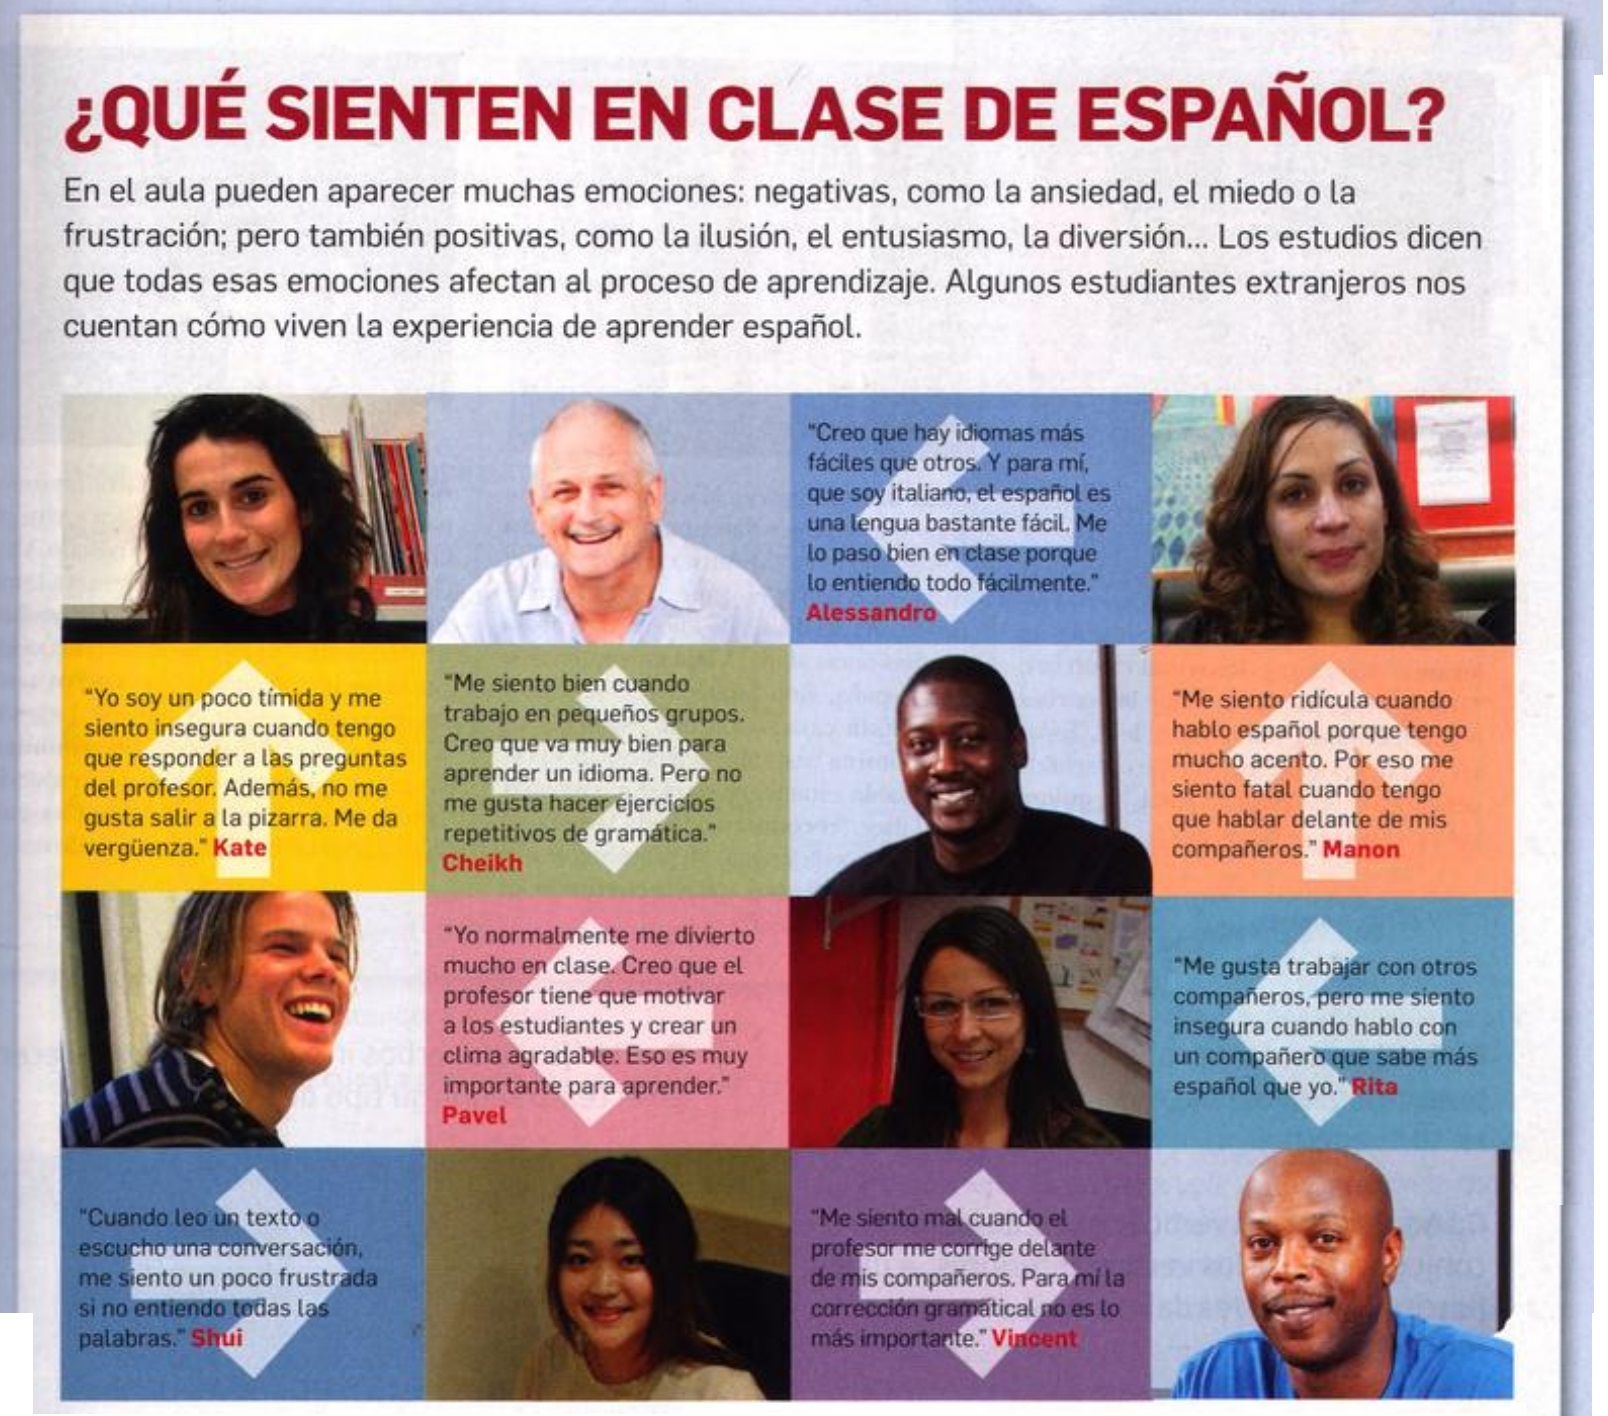 ¿QUÉ SIENTEN EN CLASE DE ESPAÑOL?
En el aula pueden aparecer muchas emociones: negativas, como la ansiedad, el miedo o la
frustración; pero también positivas, como la ilusión, el entusiasmo, la diversión... Los estudios dicen
que todas esas emociones afectan al proceso de aprendizaje. Algunos estudiantes extranjeros nos
cuentan cómo viven la experiencia de aprender español.
"Creo que hay idiomas más
fáciles que otros. Y para mí,
que soy italiano, el español es
una lengua bastante fácil. Me
lo paso bien en clase porque
lo entiendo todo fácilmente."
Alessandro
"Yo soy un poco tímida y me
siento insegura cuando tengo
que responder a las preguntas
del profesor. Además, no me
gusta salir a la pizarra. Me da
vergüenza." Kate
"Me siento bien cuando
trabajo en pequeños grupos.
Creo que va muy bien para
aprender un idioma. Pero no
me gusta hacer ejercicios
repetitivos de gramática."
Cheikh
"Me siento ridícula cuando
hablo español porque tengo
mucho acento. Por eso me
siento fatal cuando tengo
que hablar delante de mis
compañeros." Manon
"Yo normalmente me divierto
mucho en clase. Creo que el
profesor tiene que motivar
a los estudiantes y crear un
clima agradable. Eso es muy
importante para aprender."
Pavel
"Me gusta trabajar con otros
compañeros, pero me siento
insegura cuando hablo con
un compañero que sabe más
español que yo." Rita
"Cuando leo un texto o
escucho una conversación,
me siento un poco frustrada
si no entiendo todas las
palabras." Shui
"Me siento mal cuando el
profesor me corrige delante
de mis compañeros. Para mí la
corrección gramatical no es lo
más importante." Vincent